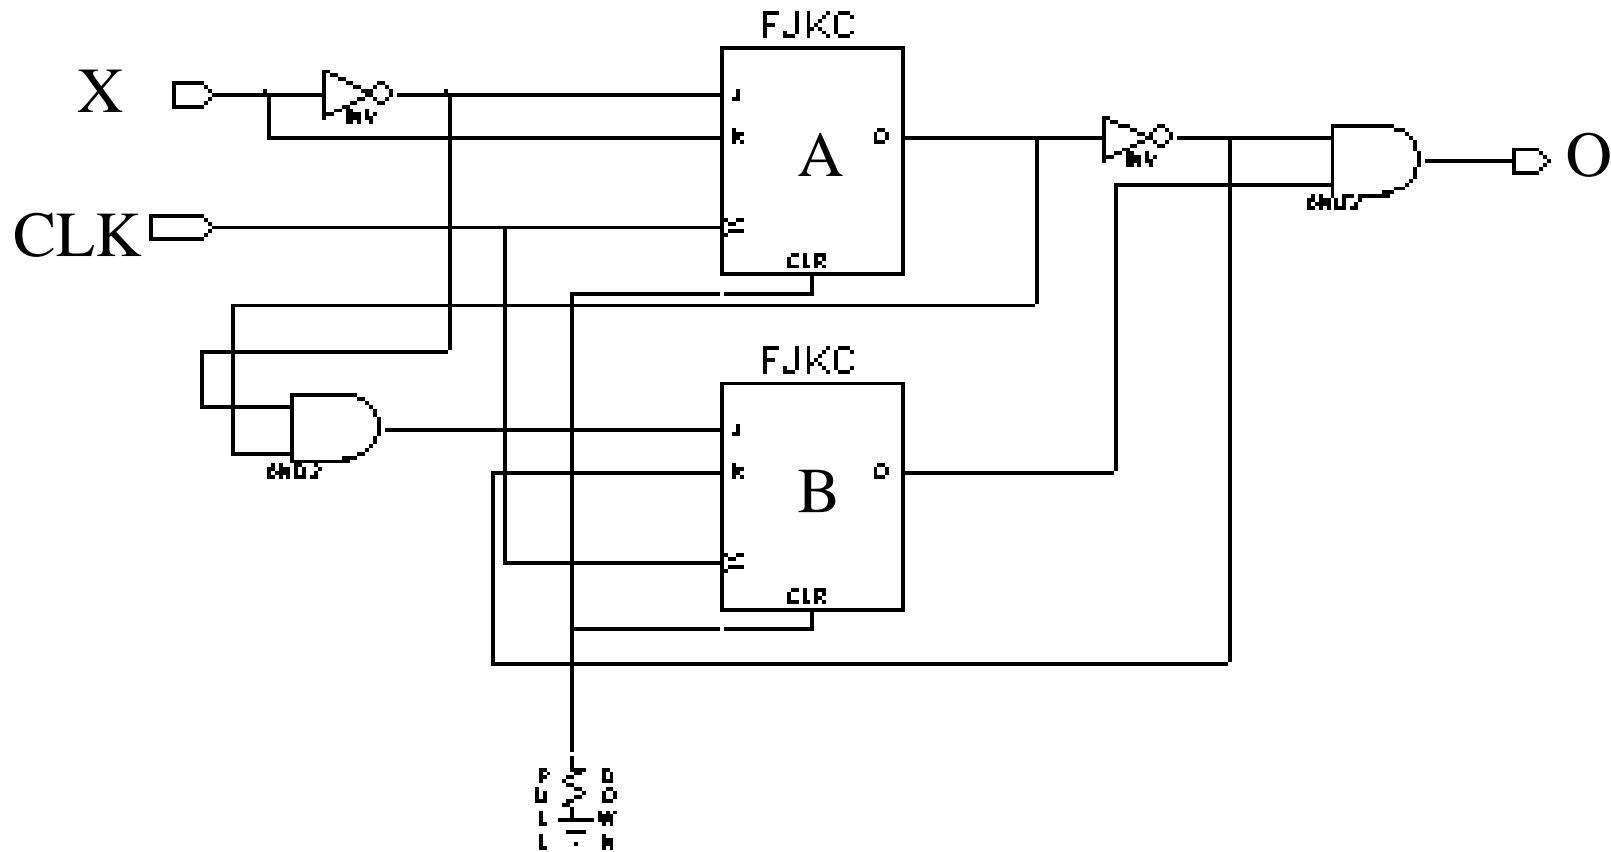 FJKC
X
INV
J
K
Q
A
INV
O
CLK
C
AND2
CLR
FJKC
J
AND2
K
Q
B
C
CLR
PULL
DOWN